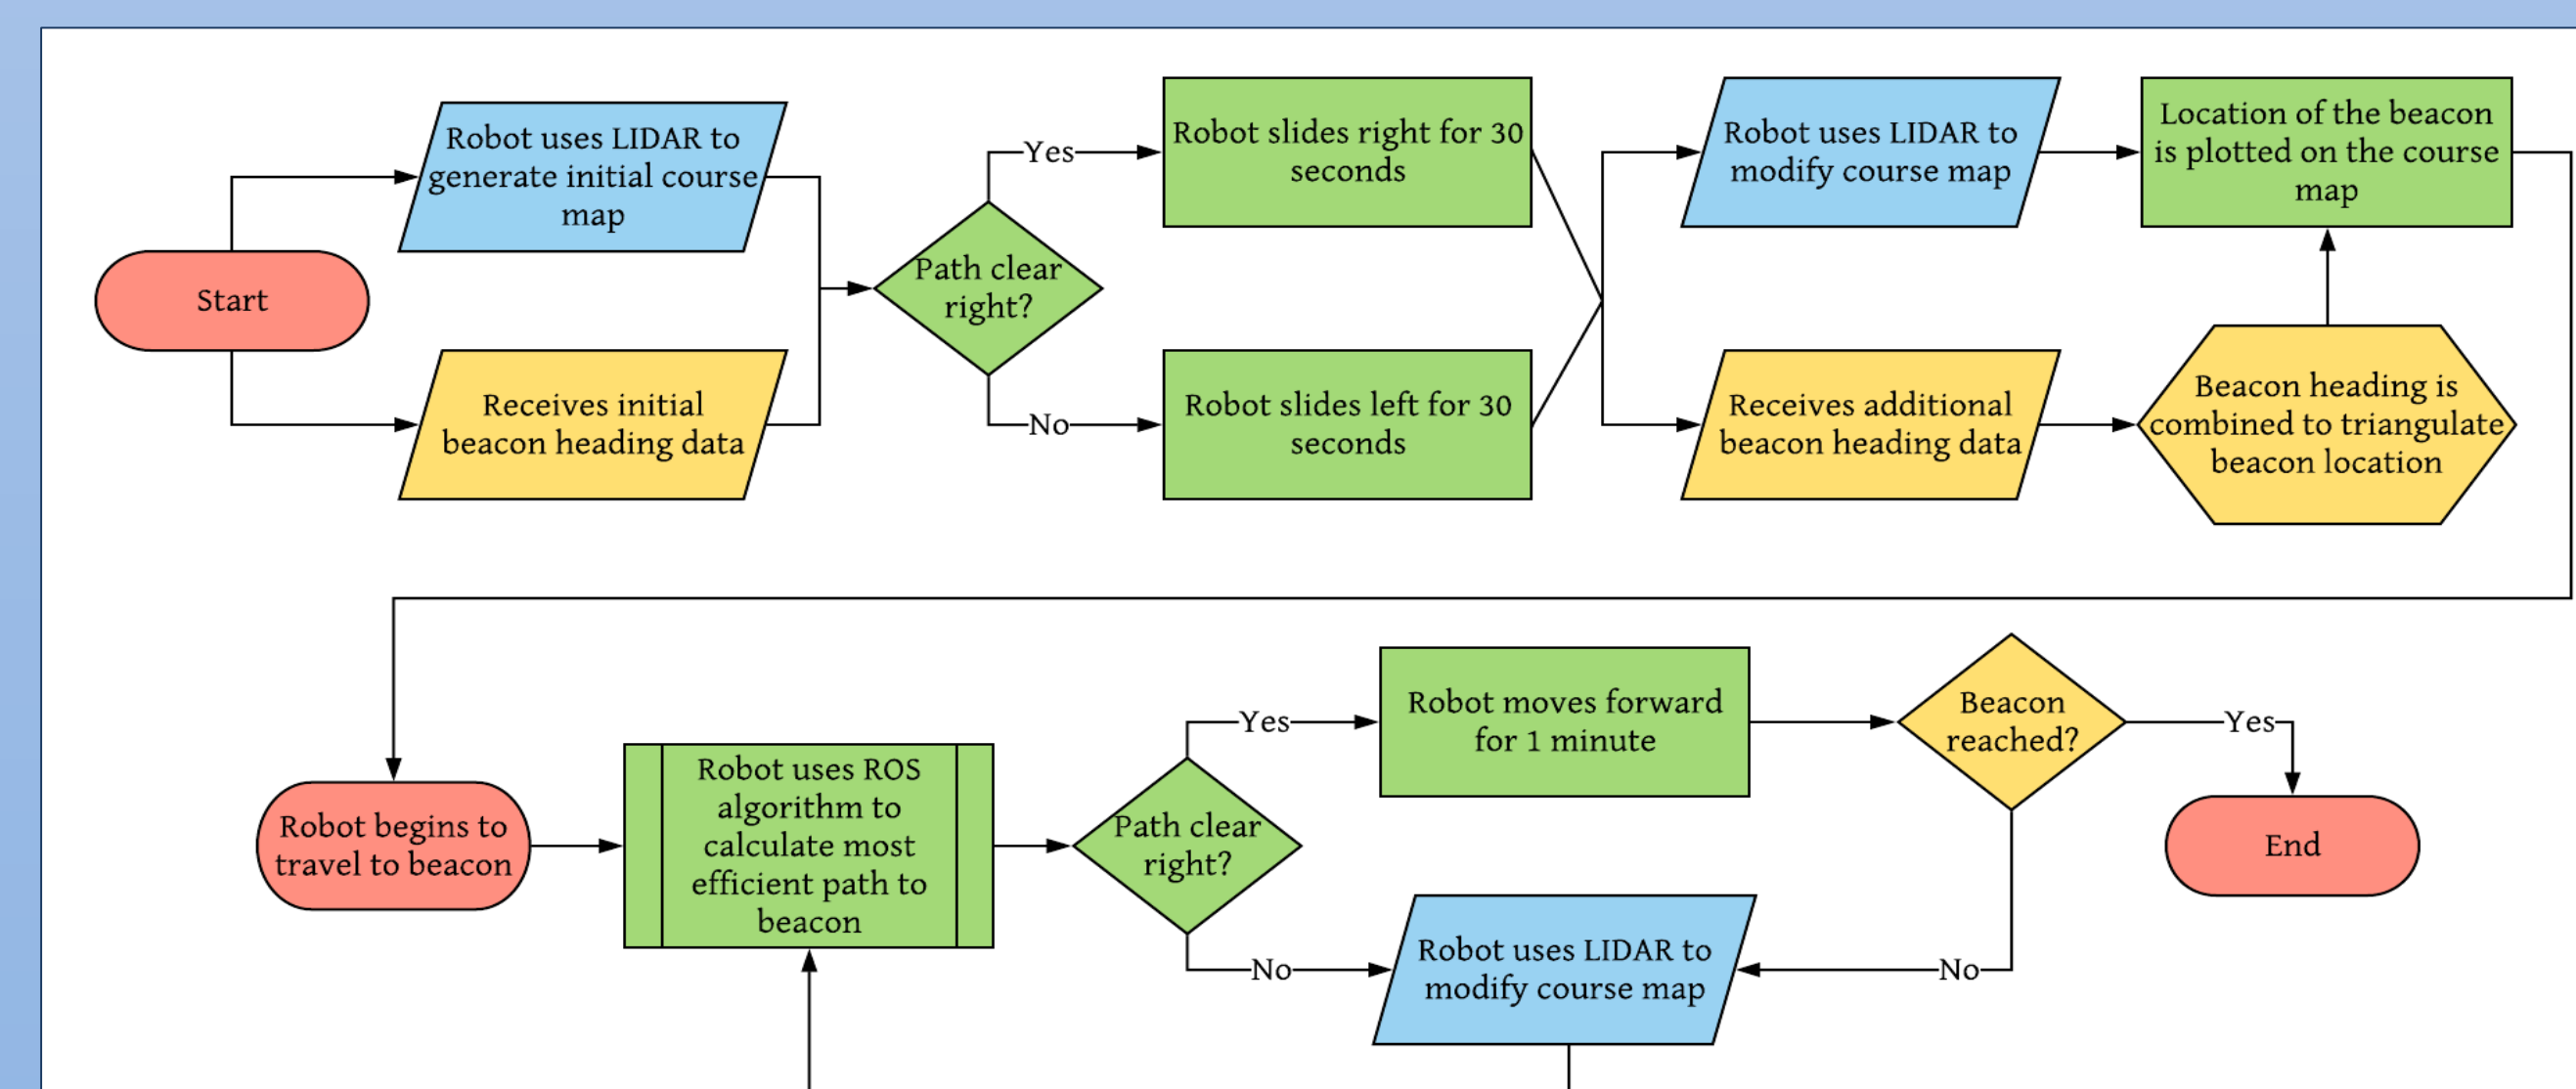 Robot uses LIDAR to
generate initial course
map
Start
Receives initial
beacon heading data
Path clear
right?
Yes
No
Robot slides right for 30
seconds
Robot slides left for 30
seconds
Robot uses LIDAR to
modify course map
Receives additional
beacon heading data
Location of the beacon
is plotted on the course
map
Beacon heading is
combined to triangulate
beacon location
Robot begins to
travel to beacon
Robot uses ROS
algorithm to
calculate most
efficient path to
beacon
Path clear
right?
Yes
No
Robot moves forward
for 1 minute
Robot uses LIDAR to
modify course map
Beacon
reached?
Yes
No
End